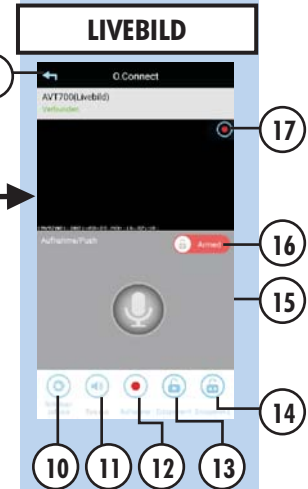 LIVEBILD
O.Connect
AVT700(Livebild)
Verbunden
17
Aufnahme/Push
Armed
16
15
14
10
11
12
13